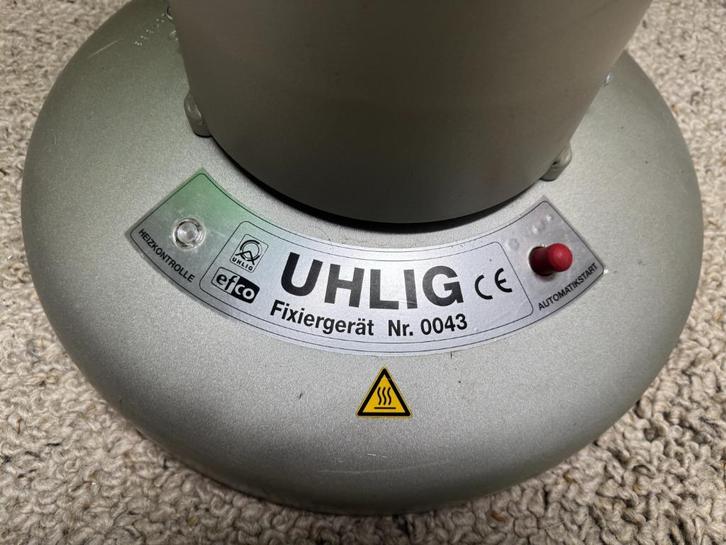 HEIZKONTROLLE
UHLIG
efco
UHLIG CE
Fixiergerät Nr. 0043
AUTOMATIKSTART